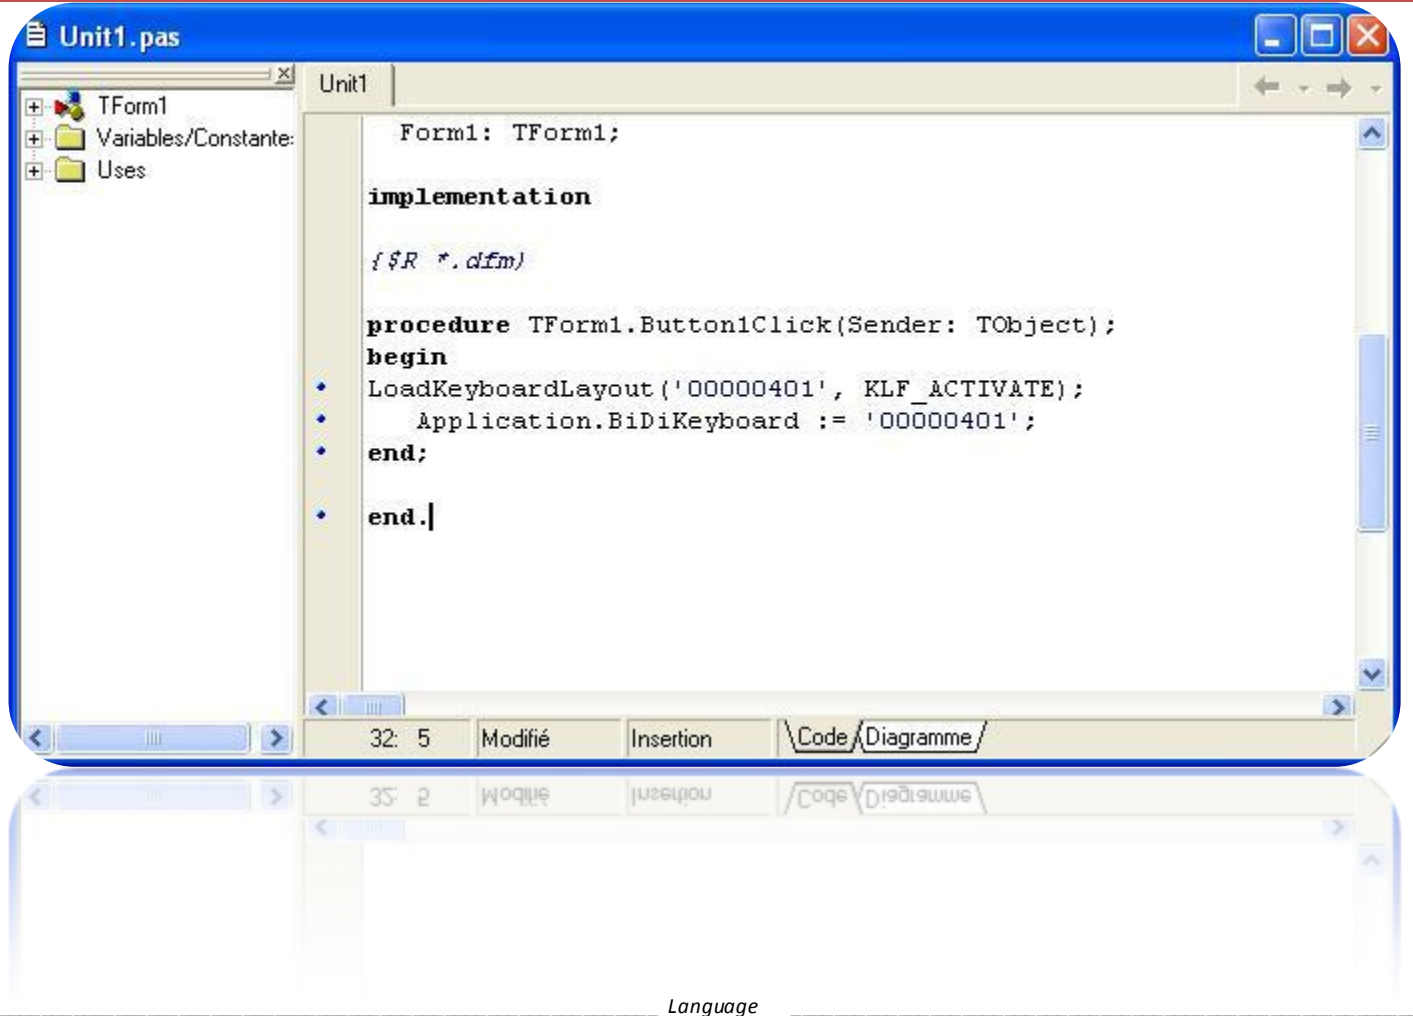 Unit1.pas
TForm1
Variables/Constante
Uses
Unit1
Form1: TForm1;
implementation
{$R *.dfm}
procedure TForm1.Button1Click(Sender: TObject);
begin
LoadKeyboardLayout('00000401', KLF_ACTIVATE);
Application.BiDiKeyboard := '00000401';
end;
end.
32: 5 Modifié Insertion Code Diagramme
Language